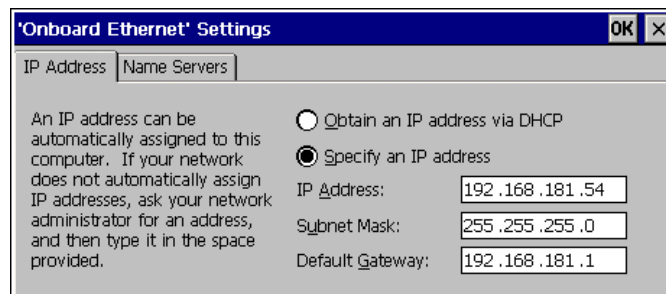 'Onboard Ethernet' Settings
OK ×
IP Address Name Servers
An IP address can be
automatically assigned to this
computer. If your network
does not automatically assign
IP addresses, ask your network
administrator for an address,
and then type it in the space
provided.
Obtain an IP address via DHCP
Specify an IP address
IP Address: 192.168.181.54
Subnet Mask: 255.255.255.0
Default Gateway: 192.168.181.1